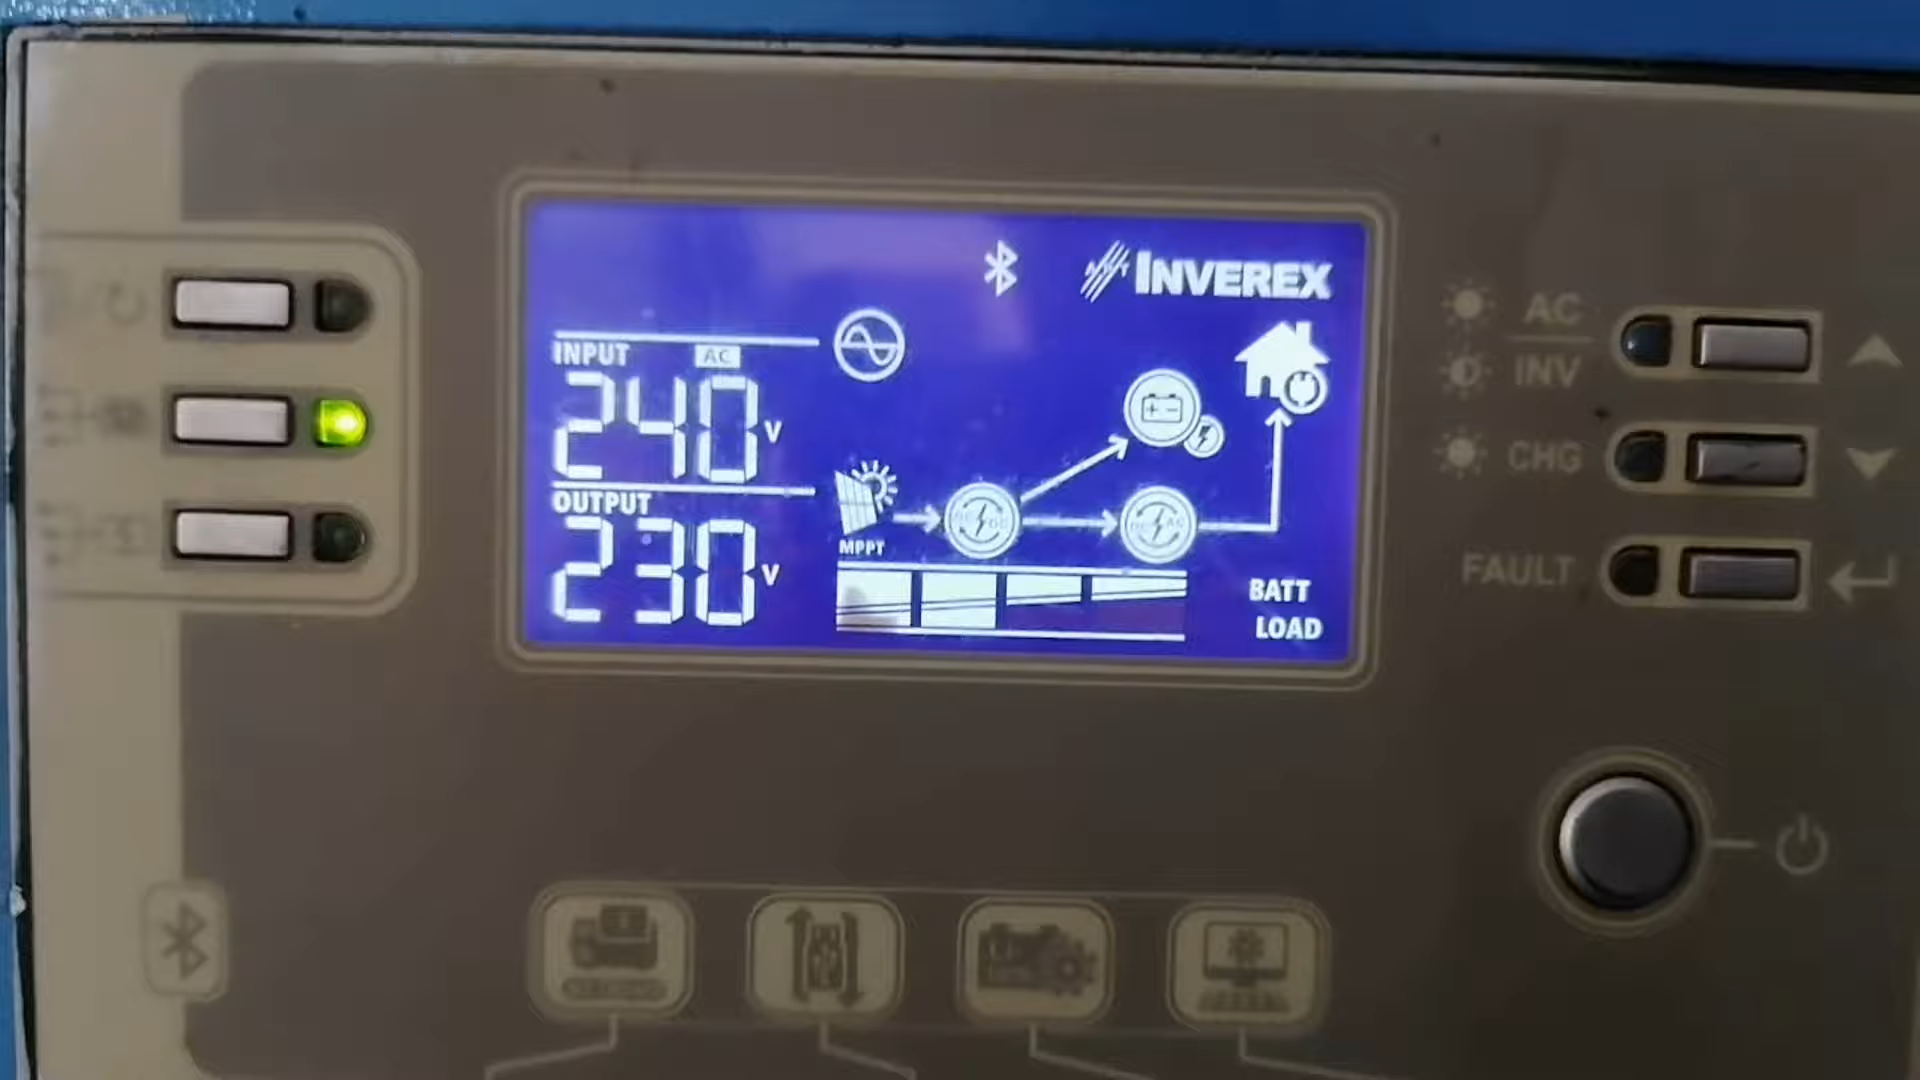 INVEREX
INPUT AC
240V
OUTPUT
230V
MPPT
BATT
LOAD
AC
INV
CHG
FAULT